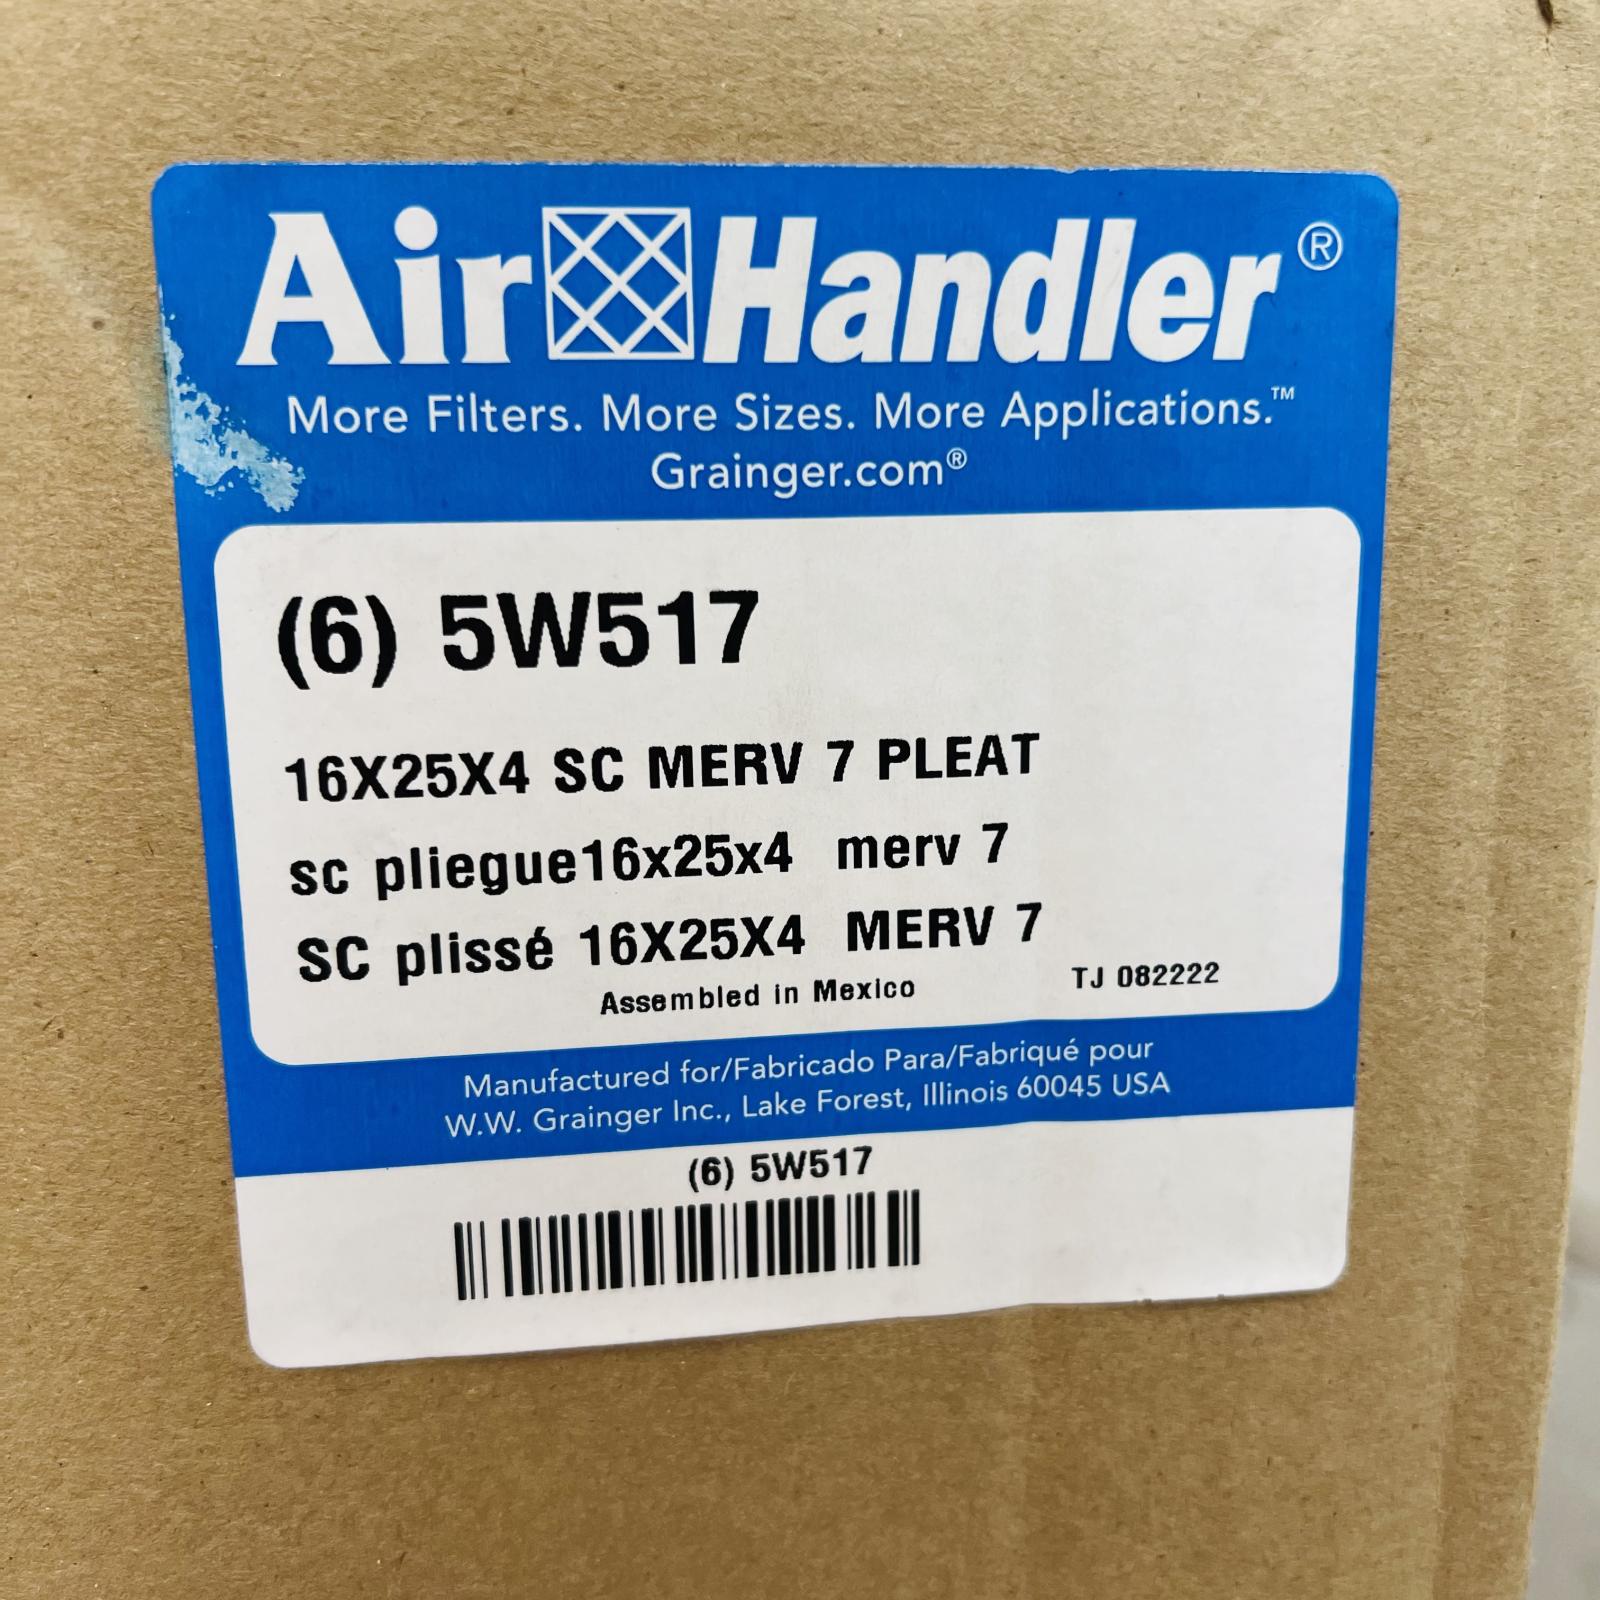 Air Handler®
More Filters. More Sizes. More Applications.™
Grainger.com®
(6) 5W517
16X25X4 SC MERV 7 PLEAT
sc pliegue16x25x4 merv 7
SC plissé 16X25X4 MERV 7
Assembled in Mexico TJ 082222
Manufactured for/Fabricado Para/Fabriqué pour
W.W. Grainger Inc., Lake Forest, Illinois 60045 USA
(6) 5W517